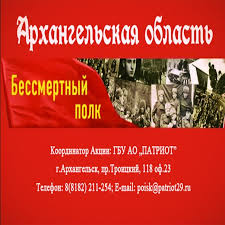 Архангельская область
Бессмертный
полк
Координатор Акции: ГБУ АО „ПАТРИОТ"
г.Архангельск, пр.Троицкий, 118 оф.23
Телефон: 8(8182) 211-254; E-mail: poisk@patriot29.ru